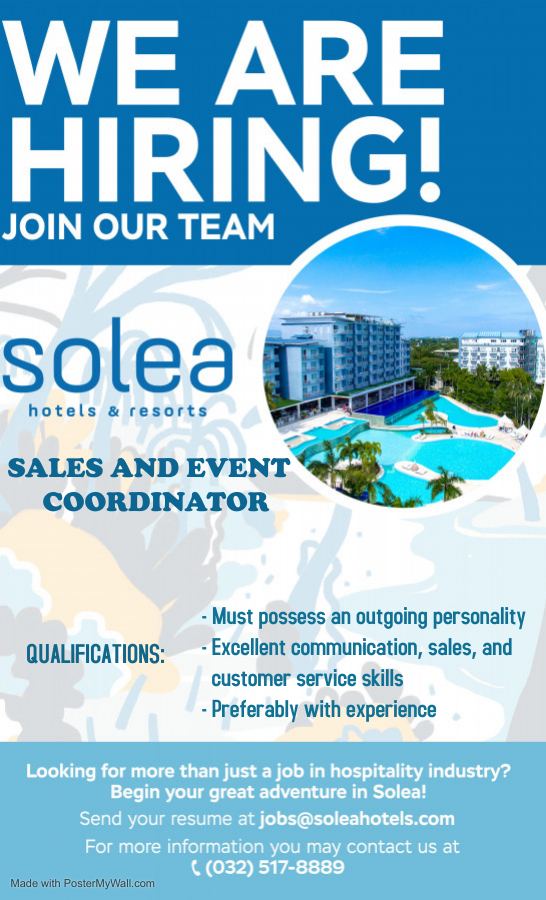 WE ARE
HIRING!
JOIN OUR TEAM
solea
hotels & resorts
SALES AND EVENT
COORDINATOR
QUALIFICATIONS:
- Must possess an outgoing personality
- Excellent communication, sales, and
customer service skills
- Preferably with experience
Looking for more than just a job in hospitality industry?
Begin your great adventure in Solea!
Send your resume at jobs@soleahotels.com
For more information you may contact us at
(032) 517-8889
Made with PosterMyWall.com